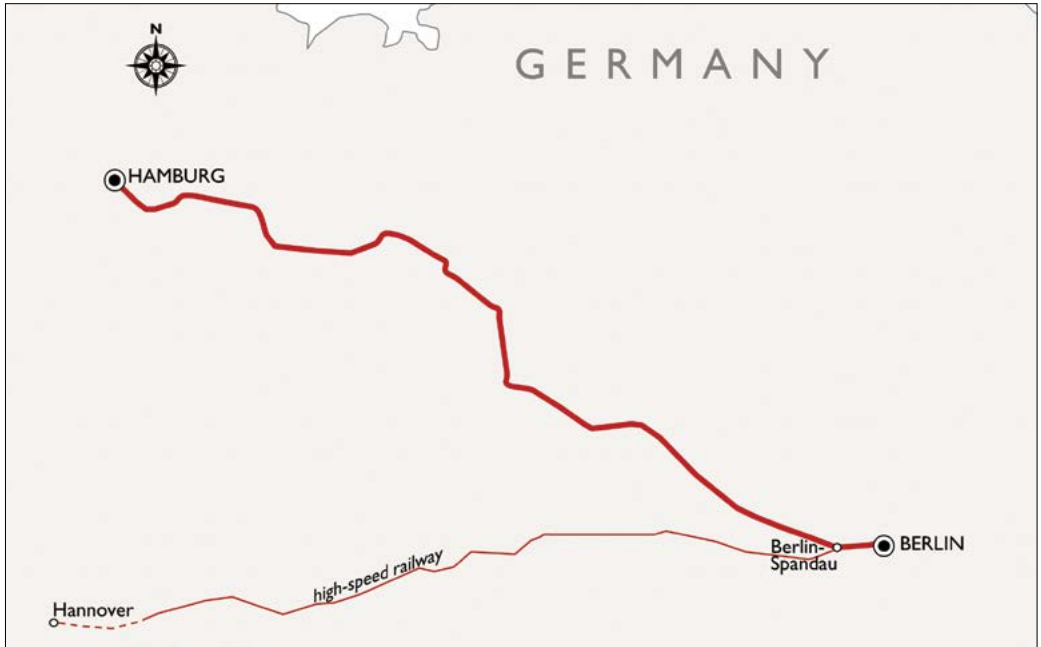 N
GERMANY
HAMBURG
Berlin-
Spandau
BERLIN
high-speed railway
Hannover